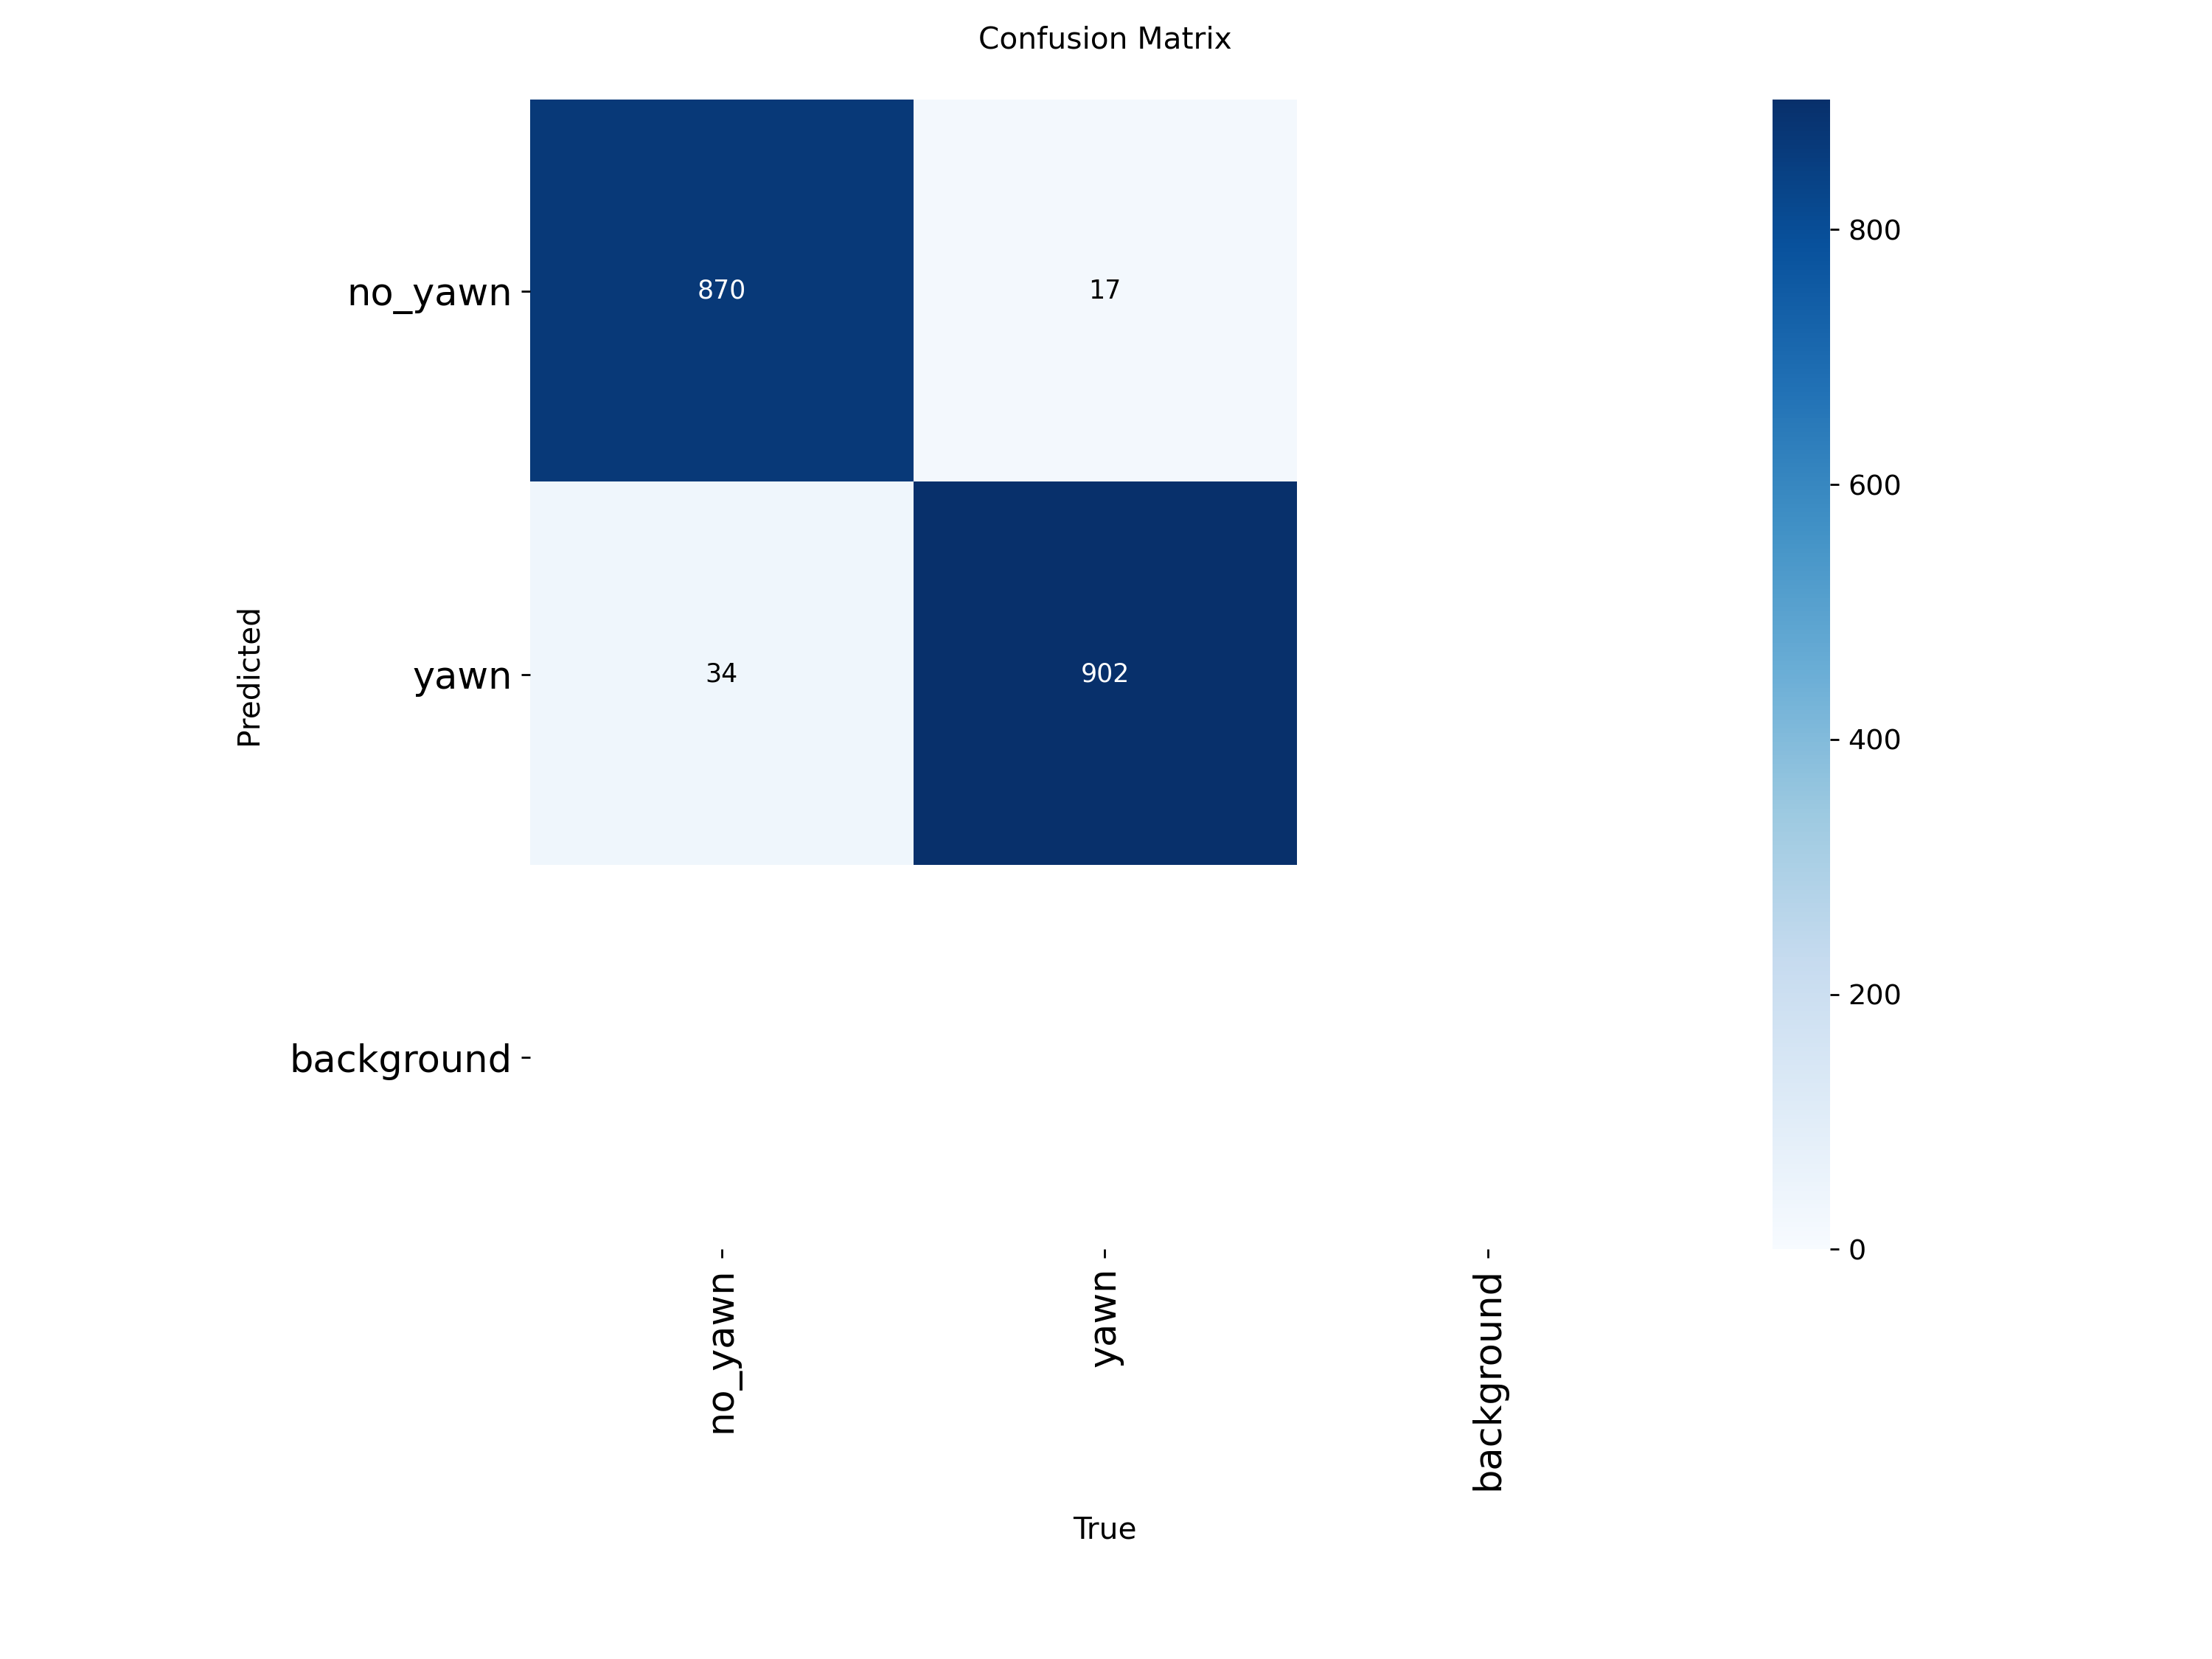 Confusion Matrix
no_yawn
870
17
800
600
Predicted
yawn
34
902
400
200
background
0
no_yawn
yawn
background
True